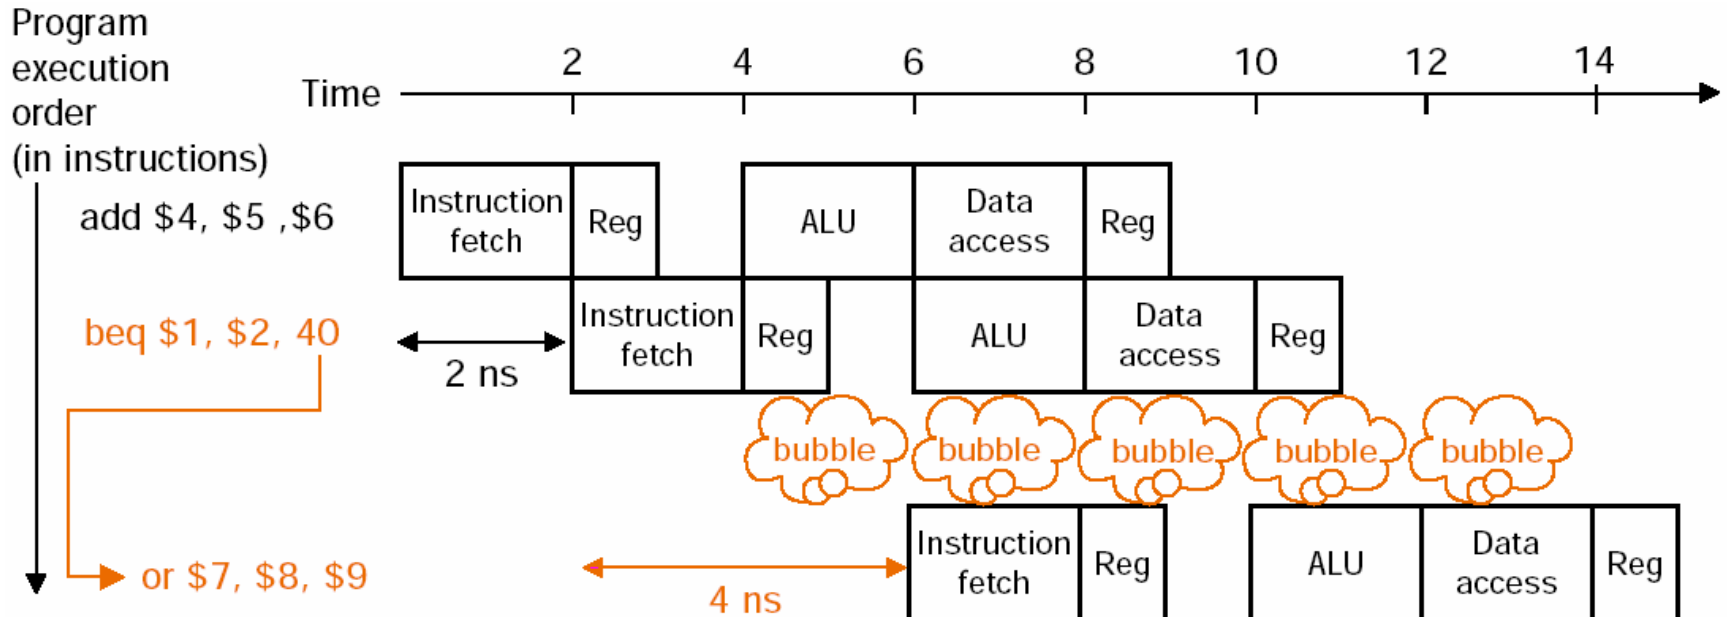 Program
execution
order
(in instructions)
Time
2 4 6 8 10 12 14
add $4, $5 ,$6
Instruction
fetch
Reg
ALU
Data
access
Reg
beq $1, $2, 40
2 ns
Instruction
fetch
Reg
ALU
Data
access
Reg
bubble bubble bubble bubble bubble
or $7, $8, $9
4 ns
Instruction
fetch
Reg
ALU
Data
access
Reg